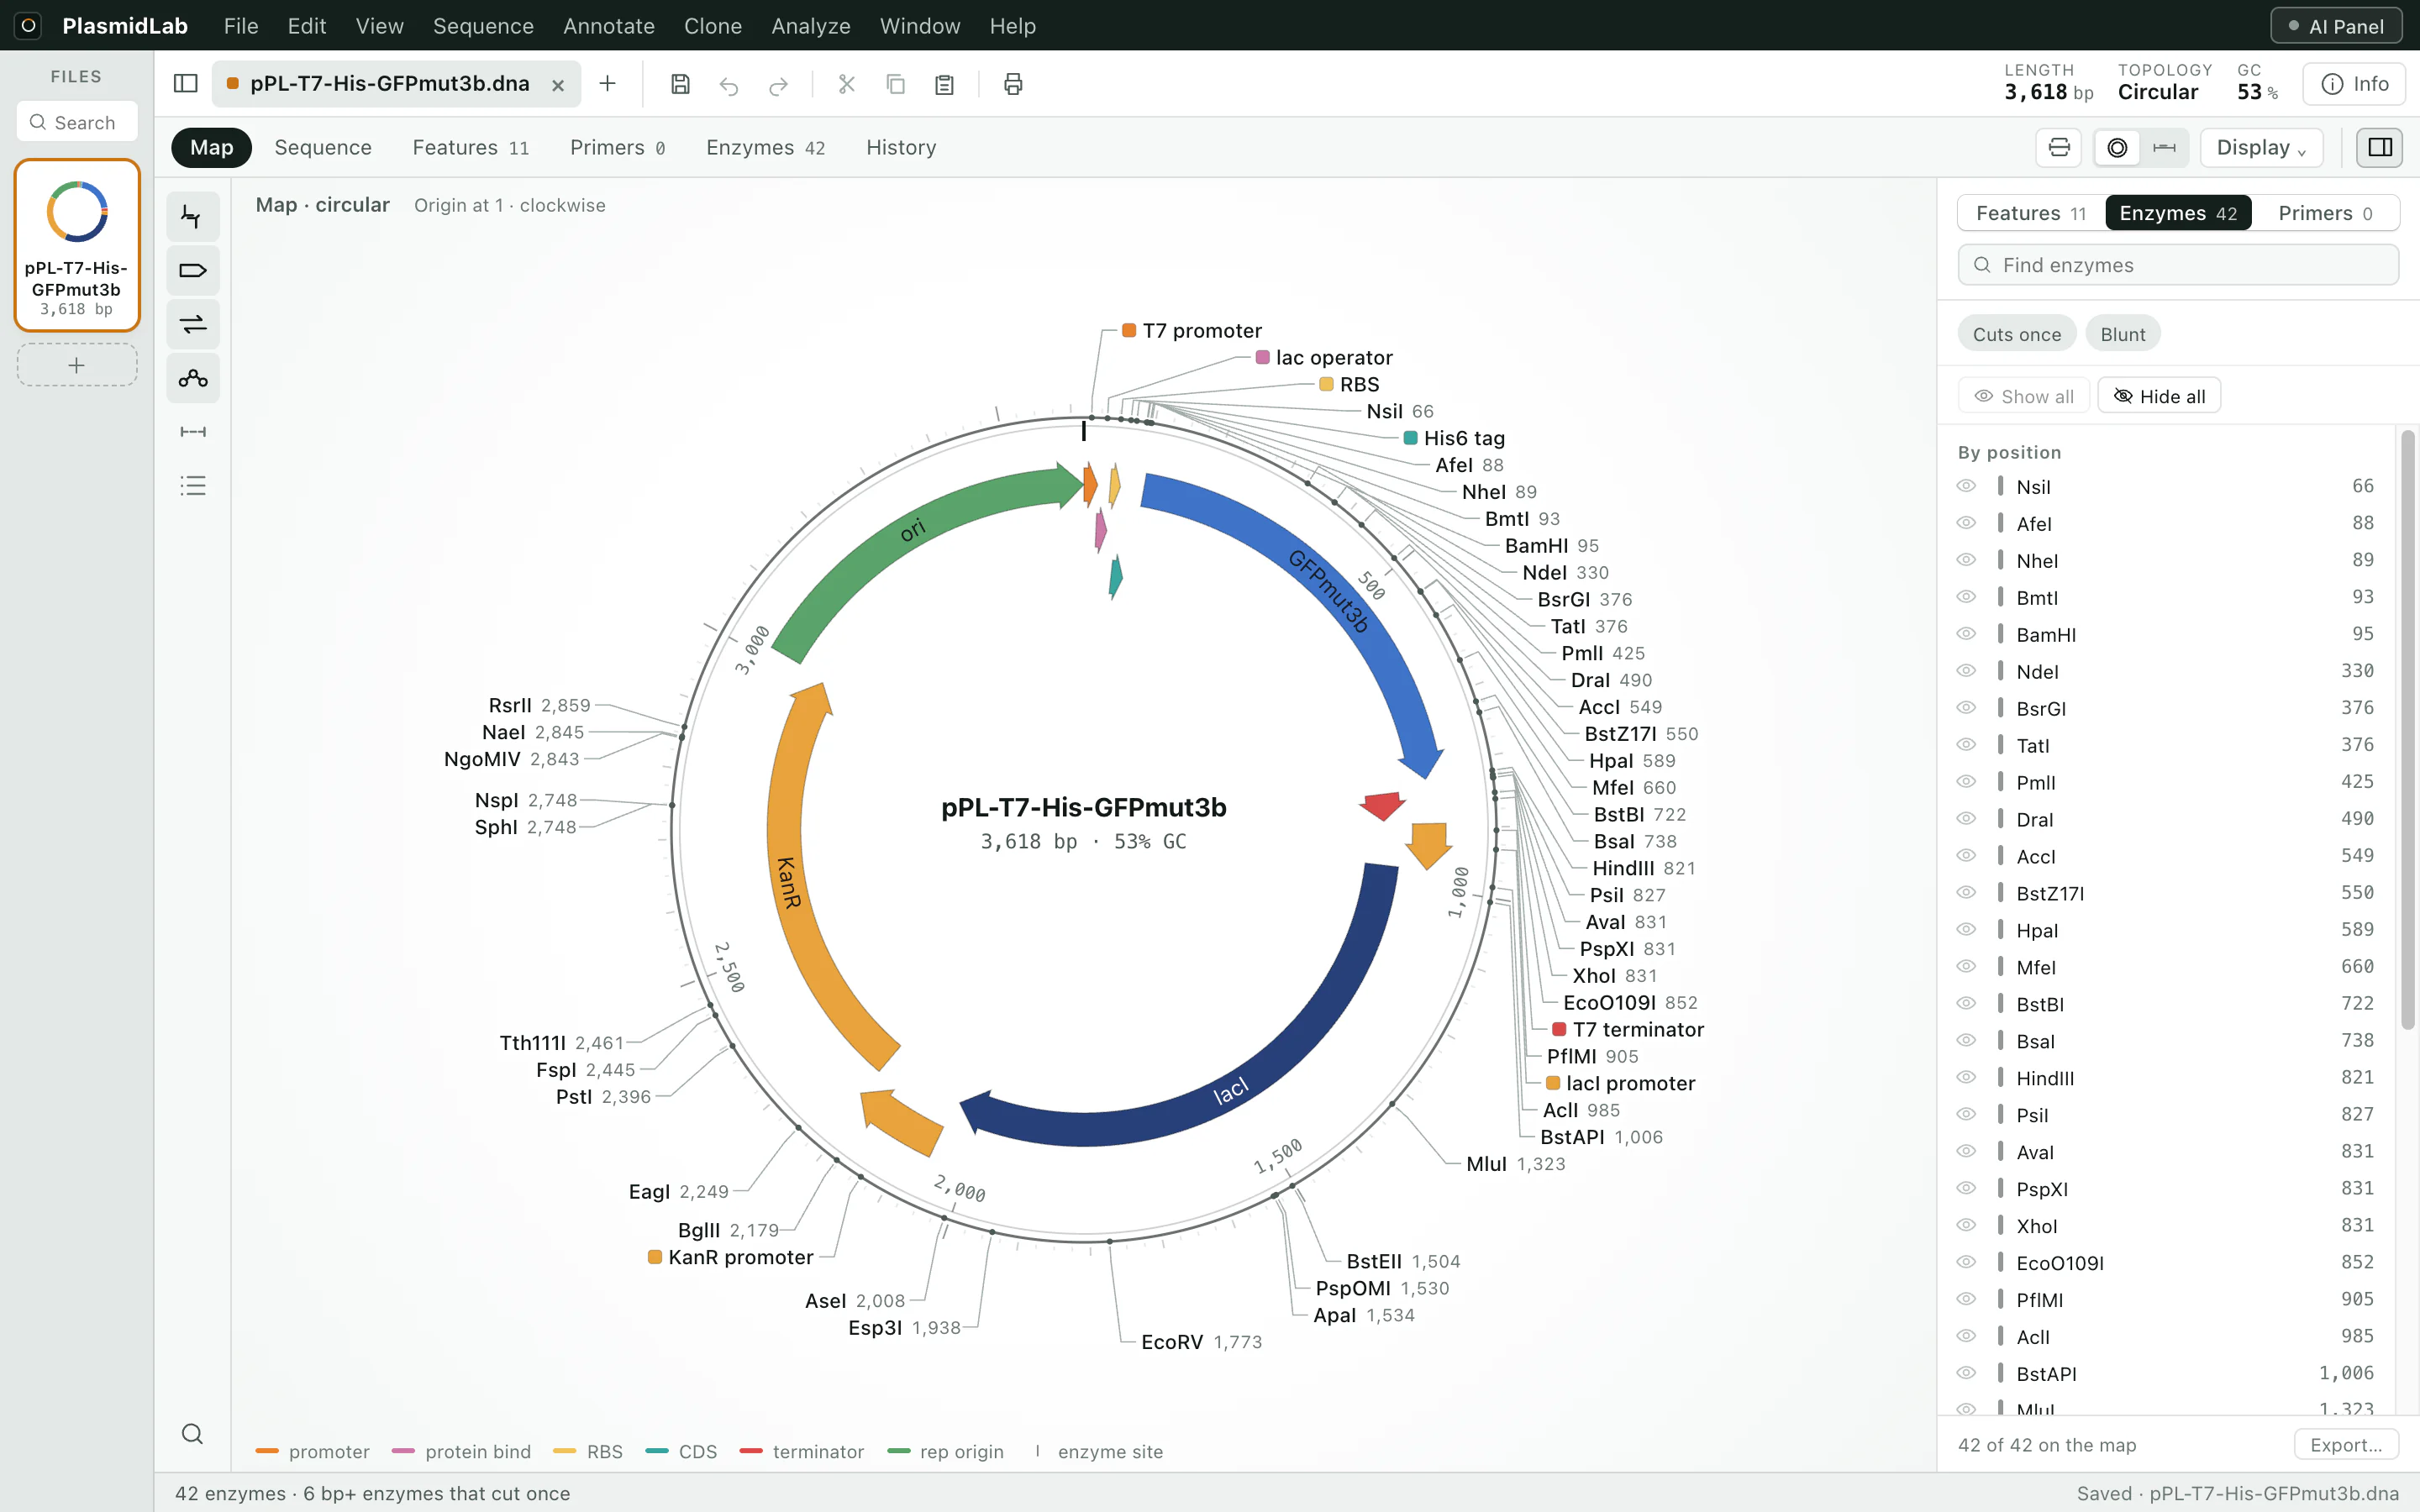 PlasmidLab File Edit View Sequence Annotate Clone Analyze Window Help AI Panel
FILES
Search
pPL-T7-His-
GFPmut3b
3,618 bp
pPL-T7-His-GFPmut3b.dna
LENGTH TOPOLOGY GC
3,618 bp Circular 53 %
Info
Map Sequence Features 11 Primers 0 Enzymes 42 History
Display
Map · circular Origin at 1 · clockwise
T7 promoter
lac operator
RBS
NsiI 66
His6 tag
AfeI 88
NheI 89
BmtI 93
BamHI 95
NdeI 330
BsrGI 376
TatI 376
PmlI 425
DraI 490
AccI 549
BstZ17I 550
HpaI 589
MfeI 660
BstBI 722
BsaI 738
HindIII 821
PsiI 827
AvaI 831
PspXI 831
XhoI 831
EcoO109I 852
T7 terminator
PflMI 905
lacI promoter
AclI 985
BstAPI 1,006
MluI 1,323
BstEII 1,504
PspOMI 1,530
ApaI 1,534
EcoRV 1,773
Esp3I 1,938
AseI 2,008
KanR promoter
BglII 2,179
EagI 2,249
PstI 2,396
FspI 2,445
Tth111I 2,461
SphI 2,748
NspI 2,748
NgoMIV 2,843
NaeI 2,845
RsrII 2,859
ori
GFPmut3b
lacI
KanR
500
1,000
1,500
2,000
2,500
3,000
pPL-T7-His-GFPmut3b
3,618 bp · 53% GC
promoter protein bind RBS CDS terminator rep origin enzyme site
Features 11 Enzymes 42 Primers 0
Find enzymes
Cuts once Blunt
Show all Hide all
By position
NsiI 66
AfeI 88
NheI 89
BmtI 93
BamHI 95
NdeI 330
BsrGI 376
TatI 376
PmlI 425
DraI 490
AccI 549
BstZ17I 550
HpaI 589
MfeI 660
BstBI 722
BsaI 738
HindIII 821
PsiI 827
AvaI 831
PspXI 831
XhoI 831
EcoO109I 852
PflMI 905
AclI 985
BstAPI 1,006
MluI 1,323
42 of 42 on the map Export...
42 enzymes · 6 bp+ enzymes that cut once Saved · pPL-T7-His-GFPmut3b.dna